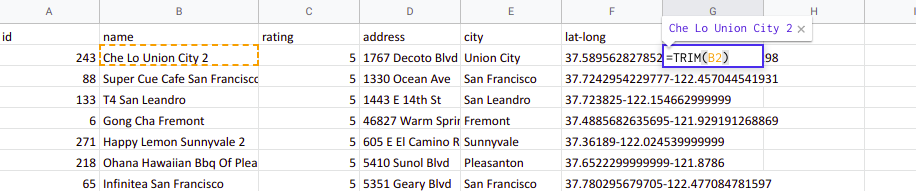 A B C D E F G H
Che Lo Union City 2 ×
id name rating address city lat-long
243 Che Lo Union City 2 5 1767 Decoto Blvd Union City 37.589562827852 =TRIM(B2) 98
88 Super Cue Cafe San Francisco 5 1330 Ocean Ave San Francisco 37.7242954229777-122.457044541931
133 T4 San Leandro 5 1443 E 14th St San Leandro 37.723825-122.154662999999
6 Gong Cha Fremont 5 46827 Warm Sprin Fremont 37.4885682635695-121.929191268869
271 Happy Lemon Sunnyvale 2 5 605 E El Camino R Sunnyvale 37.36189-122.024539999999
218 Ohana Hawaiian Bbq Of Plea 5 5410 Sunol Blvd Pleasanton 37.6522299999999-121.8786
65 Infinitea San Francisco 5 5351 Geary Blvd San Francisco 37.780295679705-122.477084781597